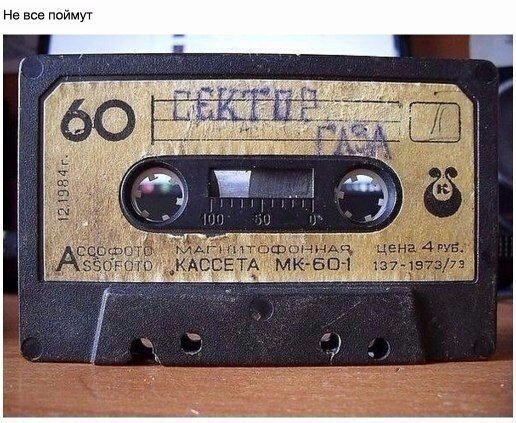 Не все поймут
60
СЕКТОР
ГАЗА
12.1984 г.
К
100 50 0
АССОФОТО
ASSOFOTO
МАГНИТОФОННАЯ
КАССЕТА МК-60-1
цена 4 РУБ.
137-1973/73